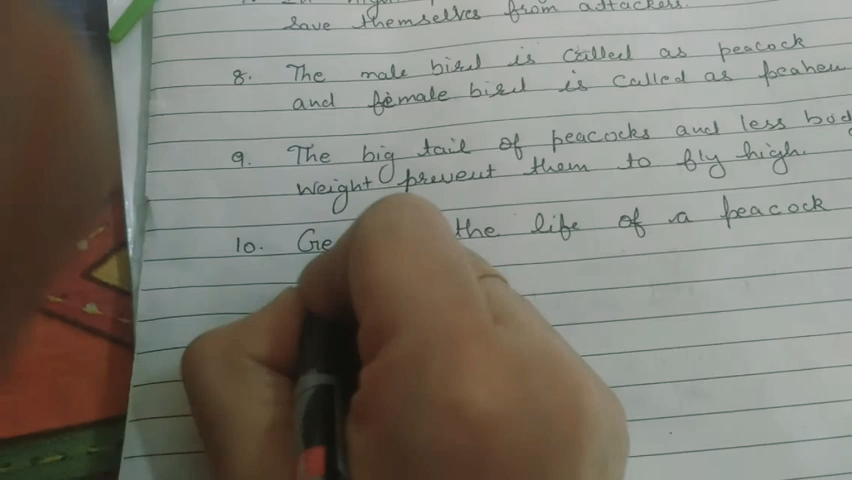 save themselves from attackers.
8. The male bird is called as peacock
and female bird is called as peahen
9. The big tail of peacocks and less
weight prevent them to fly high.
10. the life of a peacock